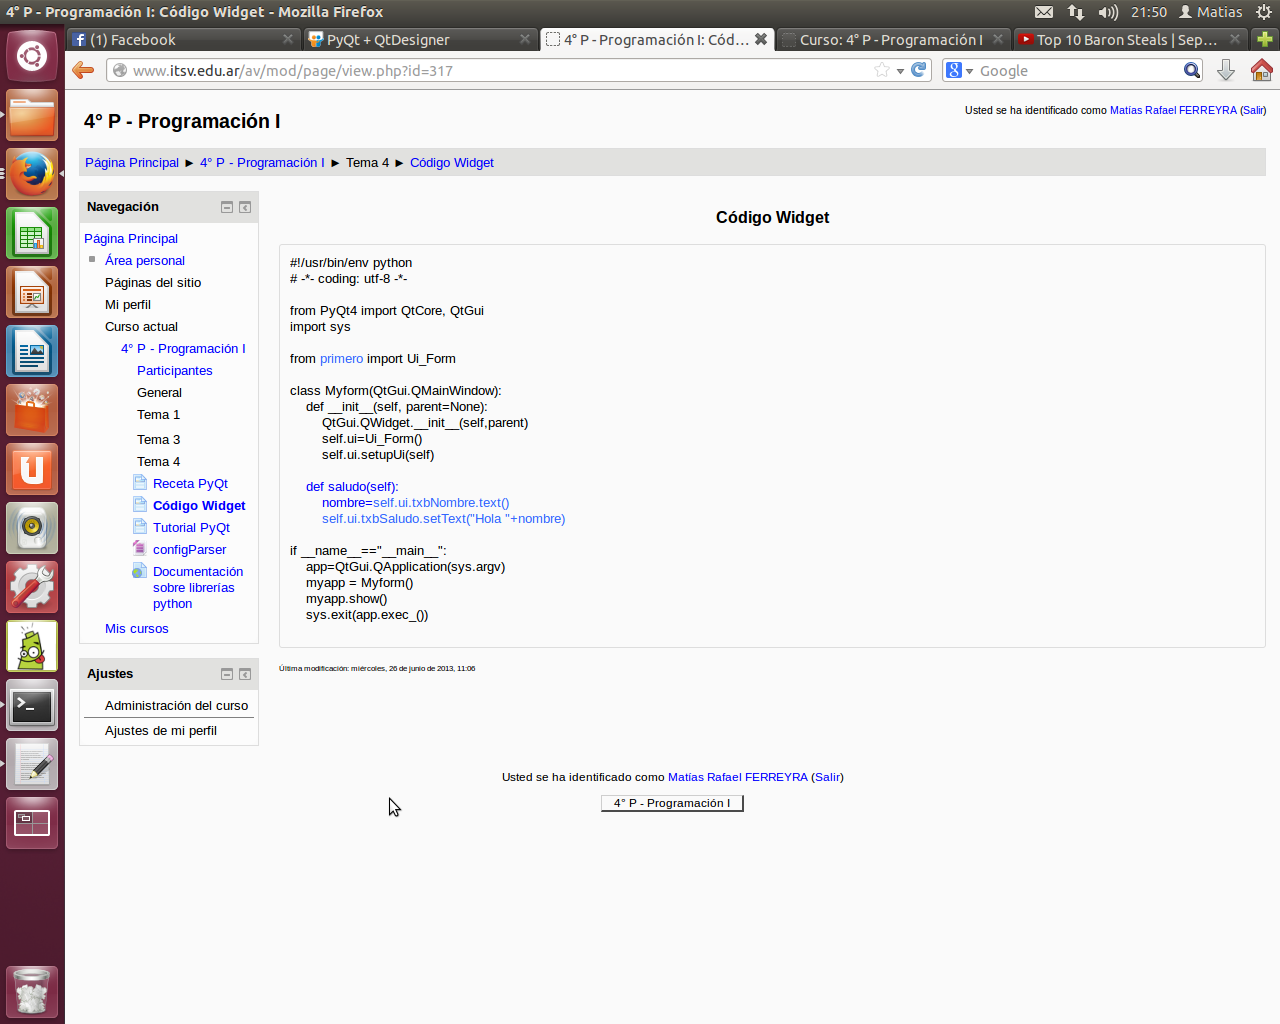 4° P - Programación I: Código Widget - Mozilla Firefox
21:50 Matias
(1) Facebook
PyQt + QtDesigner
4° P - Programación I: Cód...
Curso: 4° P - Programación I
Top 10 Baron Steals | Sep...
www.itsv.edu.ar/av/mod/page/view.php?id=317
Google
4° P - Programación I
Usted se ha identificado como Matías Rafael FERREYRA (Salir)
Página Principal ► 4° P - Programación I ► Tema 4 ► Código Widget
Navegación
Página Principal
Área personal
Páginas del sitio
Mi perfil
Curso actual
4° P - Programación I
Participantes
General
Tema 1
Tema 3
Tema 4
Receta PyQt
Código Widget
Tutorial PyQt
configParser
Documentación
sobre librerías
python
Mis cursos
Ajustes
Administración del curso
Ajustes de mi perfil
Código Widget
#!/usr/bin/env python
# -*- coding: utf-8 -*-
from PyQt4 import QtCore, QtGui
import sys
from primero import Ui_Form
class Myform(QtGui.QMainWindow):
def __init__(self, parent=None):
QtGui.QWidget.__init__(self,parent)
self.ui=Ui_Form()
self.ui.setupUi(self)
def saludo(self):
nombre=self.ui.txbNombre.text()
self.ui.txbSaludo.setText("Hola "+nombre)
if __name__=="__main__":
app=QtGui.QApplication(sys.argv)
myapp = Myform()
myapp.show()
sys.exit(app.exec_())
Última modificación: miércoles, 26 de junio de 2013, 11:06
Usted se ha identificado como Matías Rafael FERREYRA (Salir)
4° P - Programación I